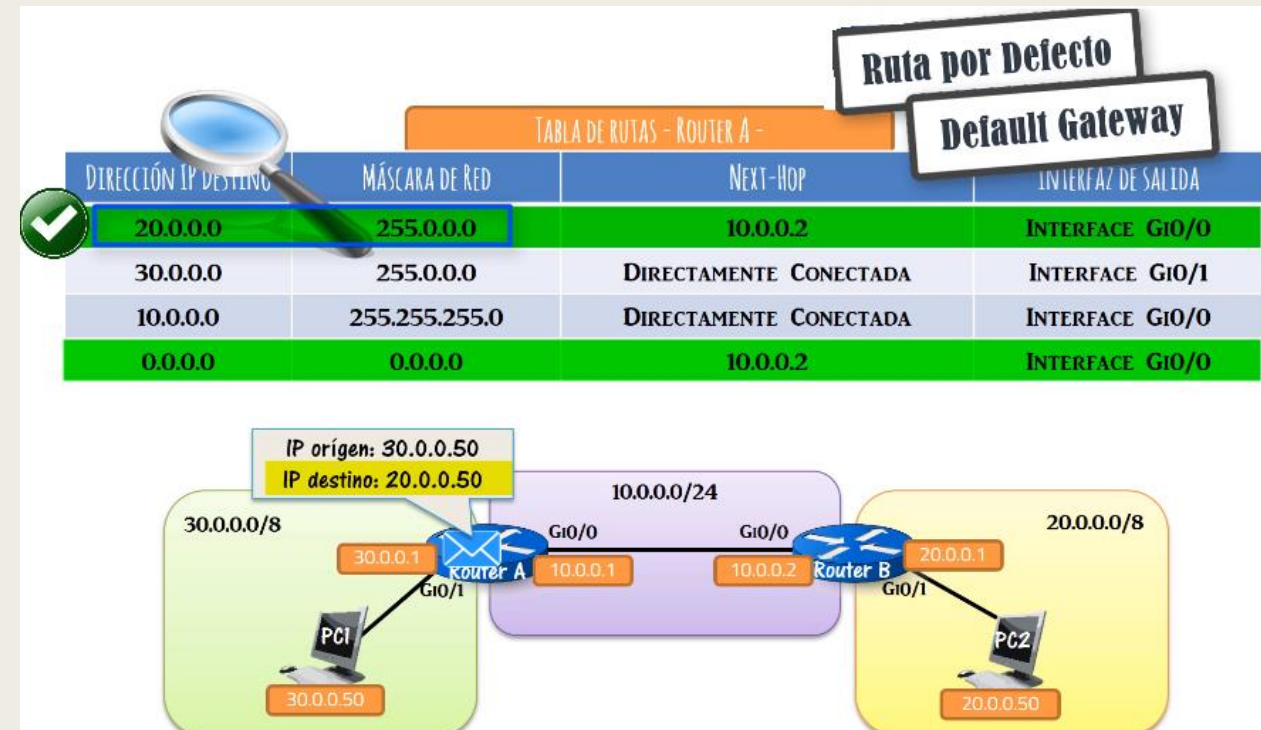 Ruta por Defecto
Default Gateway
TABLA DE RUTAS - ROUTER A -
DIRECCIÓN IP DESTINO MÁSCARA DE RED NEXT-HOP INTERFAZ DE SALIDA
20.0.0.0 255.0.0.0 10.0.0.2 INTERFACE GI0/0
30.0.0.0 255.0.0.0 DIRECTAMENTE CONECTADA INTERFACE GI0/1
10.0.0.0 255.255.255.0 DIRECTAMENTE CONECTADA INTERFACE GI0/0
0.0.0.0 0.0.0.0 10.0.0.2 INTERFACE GI0/0
IP orígen: 30.0.0.50
IP destino: 20.0.0.50
30.0.0.0/8
10.0.0.0/24
20.0.0.0/8
GI0/0
GI0/0
30.0.0.1
Router A
10.0.0.1
10.0.0.2
Router B
20.0.0.1
GI0/1
GI0/1
PC1
PC2
30.0.0.50
20.0.0.50